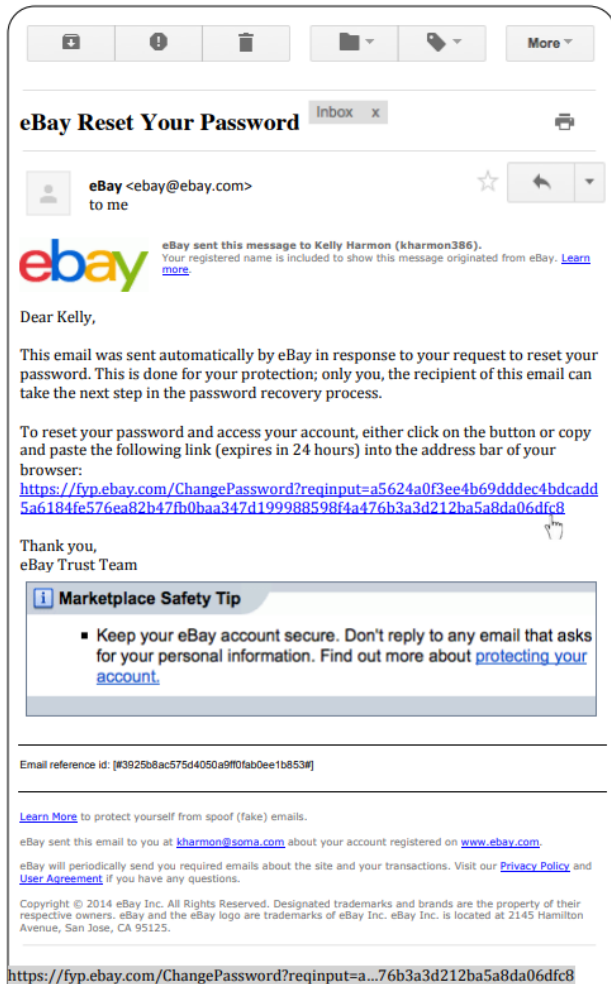 More
eBay Reset Your Password
Inbox x
eBay <ebay@ebay.com>
to me
ebay
eBay sent this message to Kelly Harmon (kharmon386).
Your registered name is included to show this message originated from eBay. Learn
more.
Dear Kelly,
This email was sent automatically by eBay in response to your request to reset your
password. This is done for your protection; only you, the recipient of this email can
take the next step in the password recovery process.
To reset your password and access your account, either click on the button or copy
and paste the following link (expires in 24 hours) into the address bar of your
browser:
https://fyp.ebay.com/ChangePassword?reqinput=a5624a0f3ee4b69dddec4bdcadd
5a6184fe576ea82b47fb0baa347d199988598f4a476b3a3d212ba5a8da06dfc8
Thank you,
eBay Trust Team
i Marketplace Safety Tip
▪ Keep your eBay account secure. Don't reply to any email that asks
for your personal information. Find out more about protecting your
account.
Email reference id: [#3925b8ac575d4050a9ff0fab0ee1b853#]
Learn More to protect yourself from spoof (fake) emails.
eBay sent this email to you at kharmon@soma.com about your account registered on www.ebay.com.
eBay will periodically send you required emails about the site and your transactions. Visit our Privacy Policy and
User Agreement if you have any questions.
Copyright © 2014 eBay Inc. All Rights Reserved. Designated trademarks and brands are the property of their
respective owners. eBay and the eBay logo are trademarks of eBay Inc. eBay Inc. is located at 2145 Hamilton
Avenue, San Jose, CA 95125.
https://fyp.ebay.com/ChangePassword?reqinput=a...76b3a3d212ba5a8da06dfc8